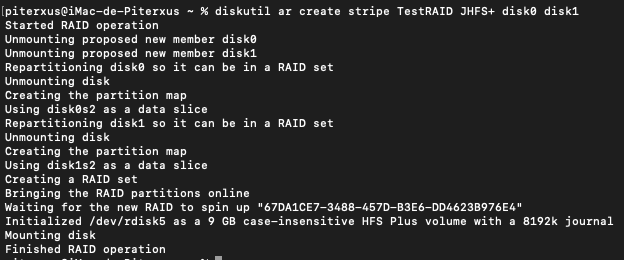 [piterxus@iMac-de-Piterxus ~ % diskutil ar create stripe TestRAID JHFS+ disk0 disk1
Started RAID operation
Unmounting proposed new member disk0
Unmounting proposed new member disk1
Repartitioning disk0 so it can be in a RAID set
Unmounting disk
Creating the partition map
Using disk0s2 as a data slice
Repartitioning disk1 so it can be in a RAID set
Unmounting disk
Creating the partition map
Using disk1s2 as a data slice
Creating a RAID set
Bringing the RAID partitions online
Waiting for the new RAID to spin up "67DA1CE7-3488-457D-B3E6-DD4623B976E4"
Initialized /dev/rdisk5 as a 9 GB case-insensitive HFS Plus volume with a 8192k journal
Mounting disk
Finished RAID operation